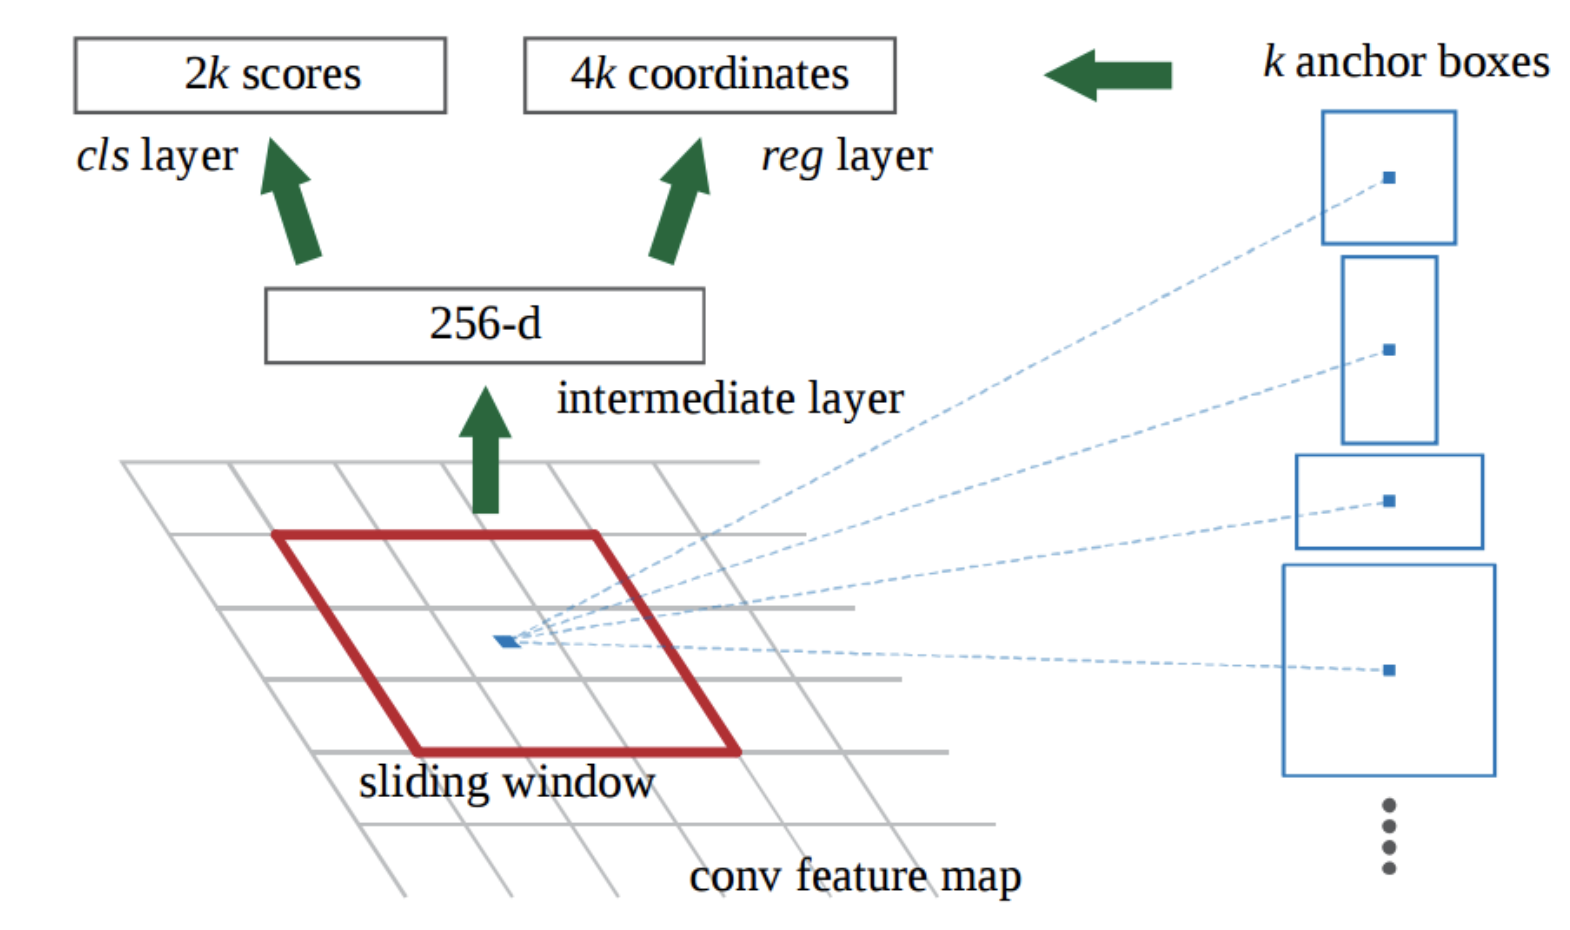 2k scores
4k coordinates
k anchor boxes
cls layer
reg layer
256-d
intermediate layer
sliding window
conv feature map